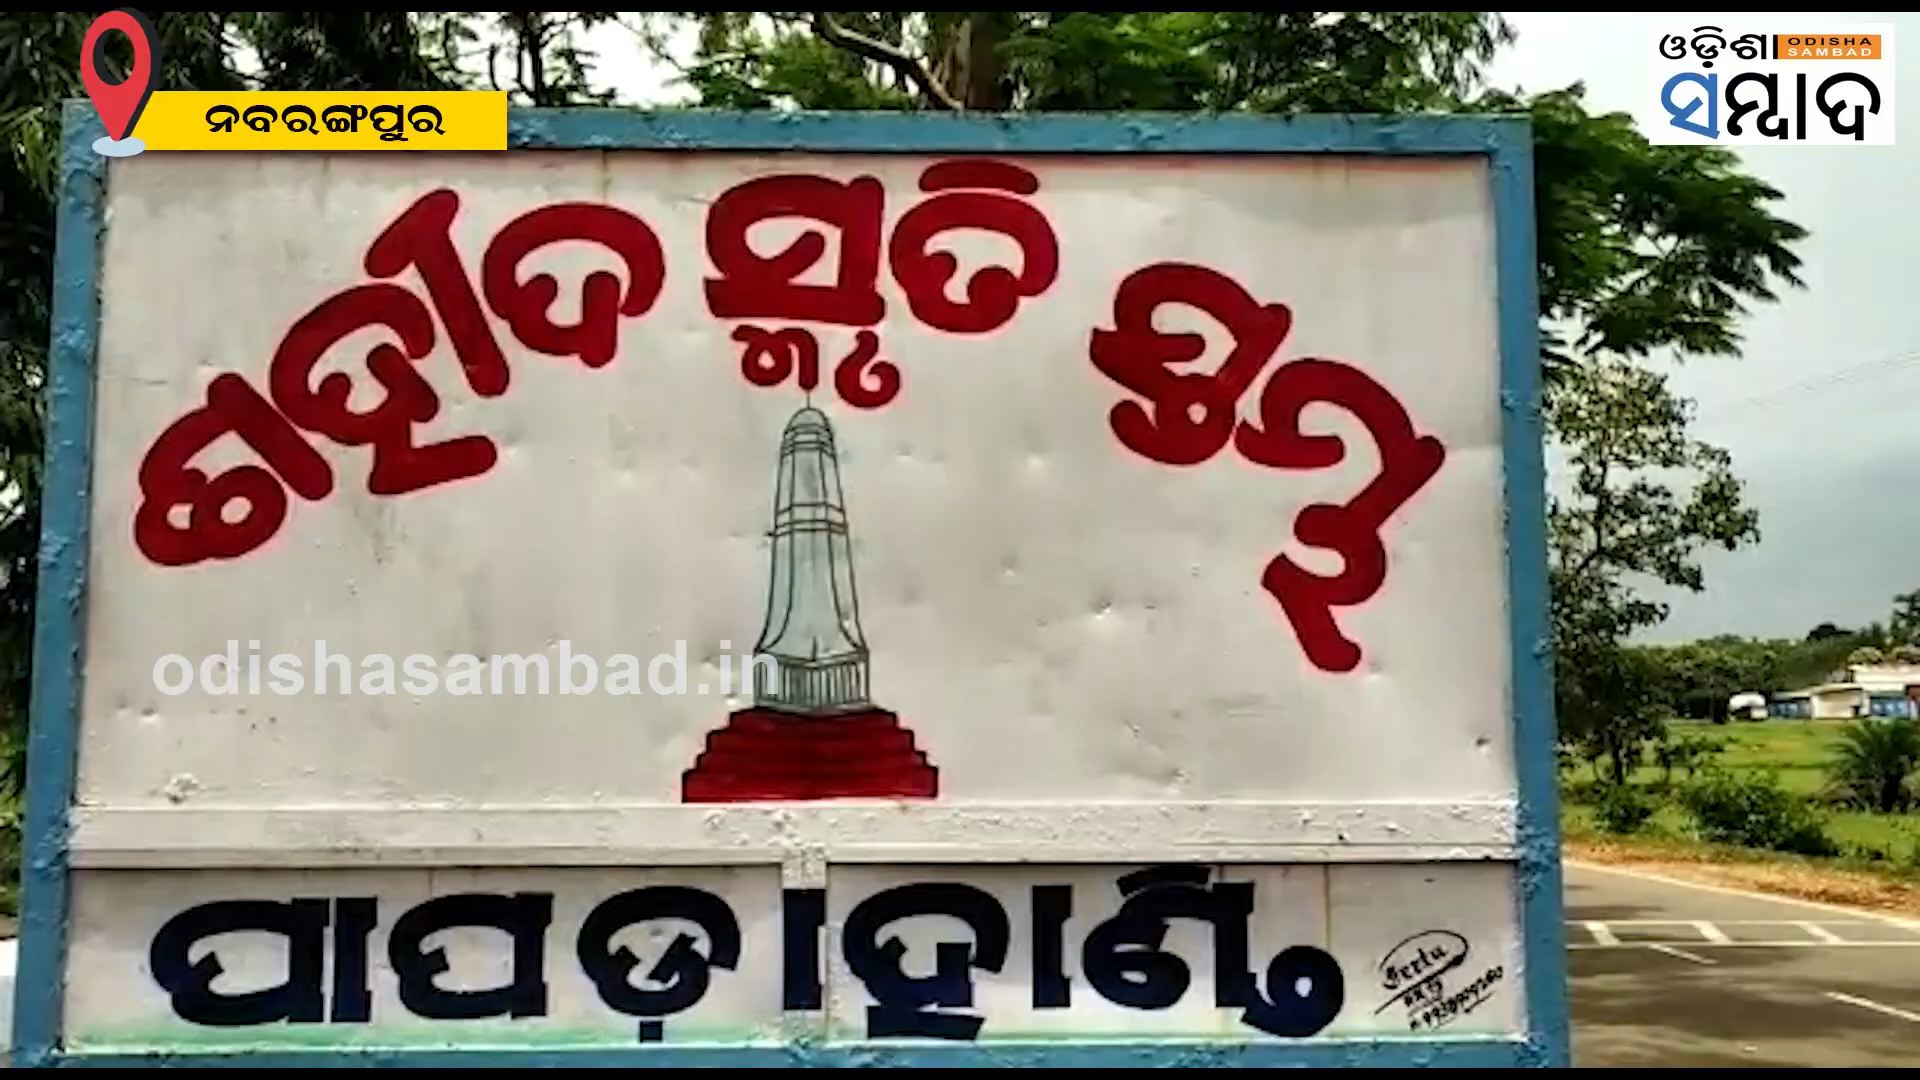 ନବରଙ୍ଗପୁର
ଓଡ଼ିଶା ODISHA SAMBAD
ସମ୍ବାଦ
ଶହୀଦ ସ୍ମୃତି ସ୍ତମ୍ଭ
odishasambad.in
ପାପଡ଼ାହାଣ୍ଡି